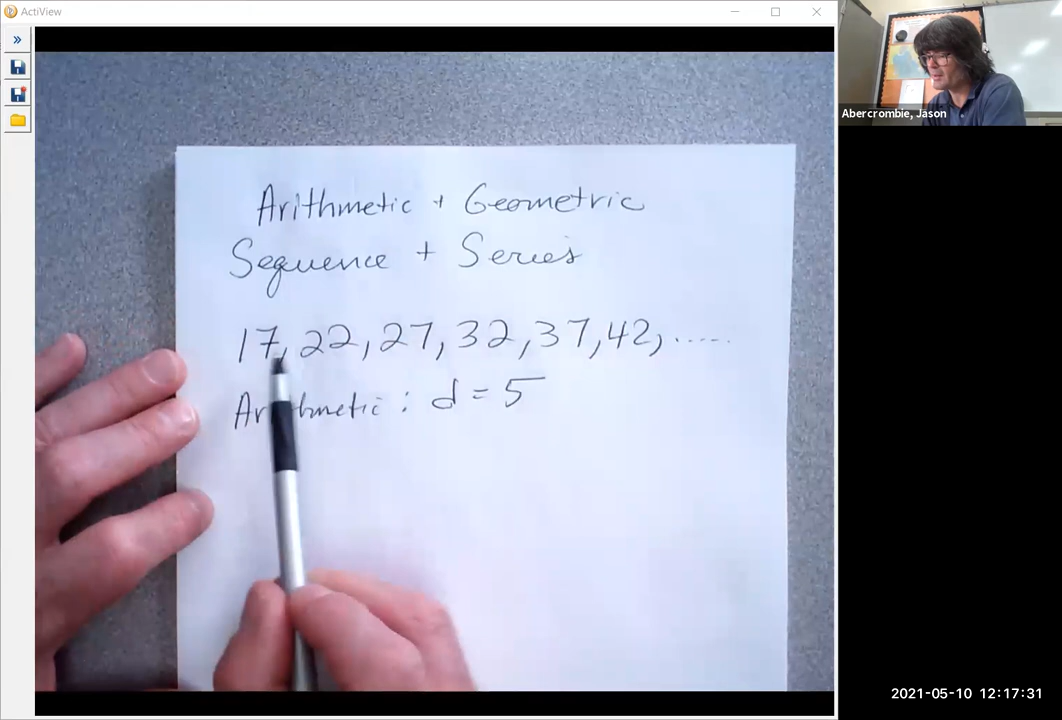 ActiView
Abercrombie, Jason
Arithmetic + Geometric
Sequence + Series
17, 22, 27, 32, 37, 42, .....
Arithmetic : d = 5
2021-05-10 12:17:31